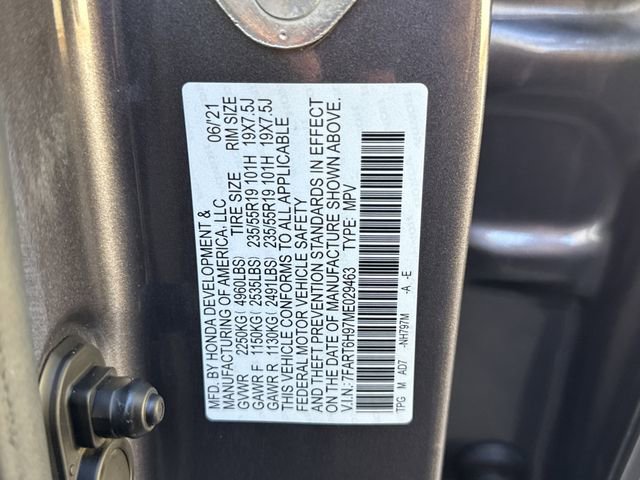 MFD. BY HONDA DEVELOPMENT &
MANUFACTURING OF AMERICA, LLC 06/21
GVWR 2250KG ( 4960LBS) TIRE SIZE RIM SIZE
GAWR F 1150KG ( 2535LBS) 235/55R19 101H 19X7.5J
GAWR R 1130KG ( 2491LBS) 235/55R19 101H 19X7.5J
THIS VEHICLE CONFORMS TO ALL APPLICABLE
FEDERAL MOTOR VEHICLE SAFETY
AND THEFT PREVENTION STANDARDS IN EFFECT
ON THE DATE OF MANUFACTURE SHOWN ABOVE.
V.I.N.: 7FART6H97ME029463 TYPE: MPV
TPG M AD7 -NH797M -A -E